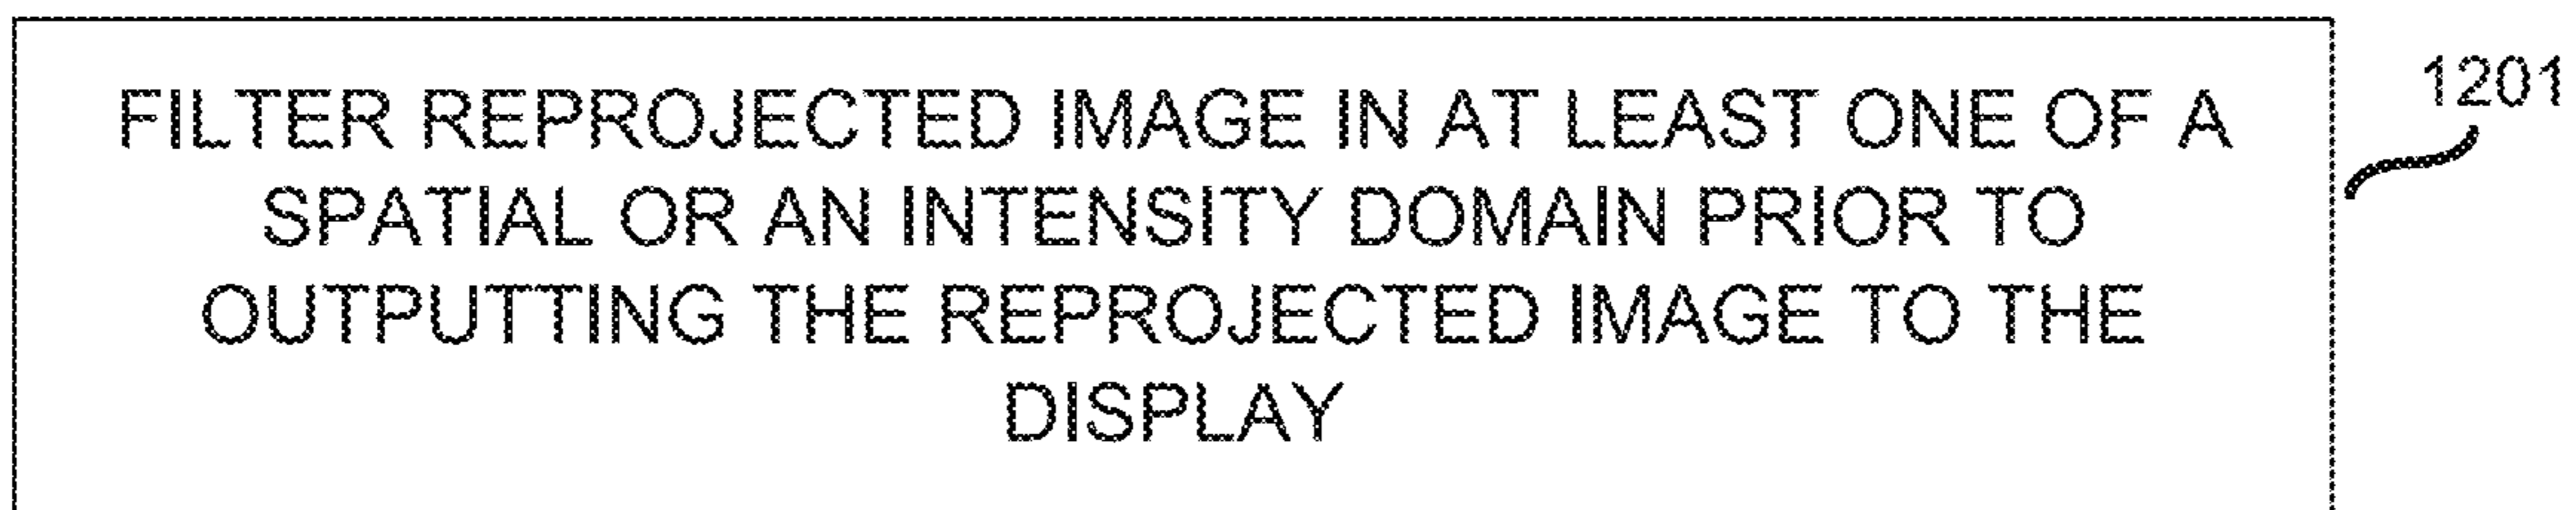 FILTER REPROJECTED IMAGE IN AT LEAST ONE OF A
SPATIAL OR AN INTENSITY DOMAIN PRIOR TO
OUTPUTTING THE REPROJECTED IMAGE TO THE
DISPLAY
1201